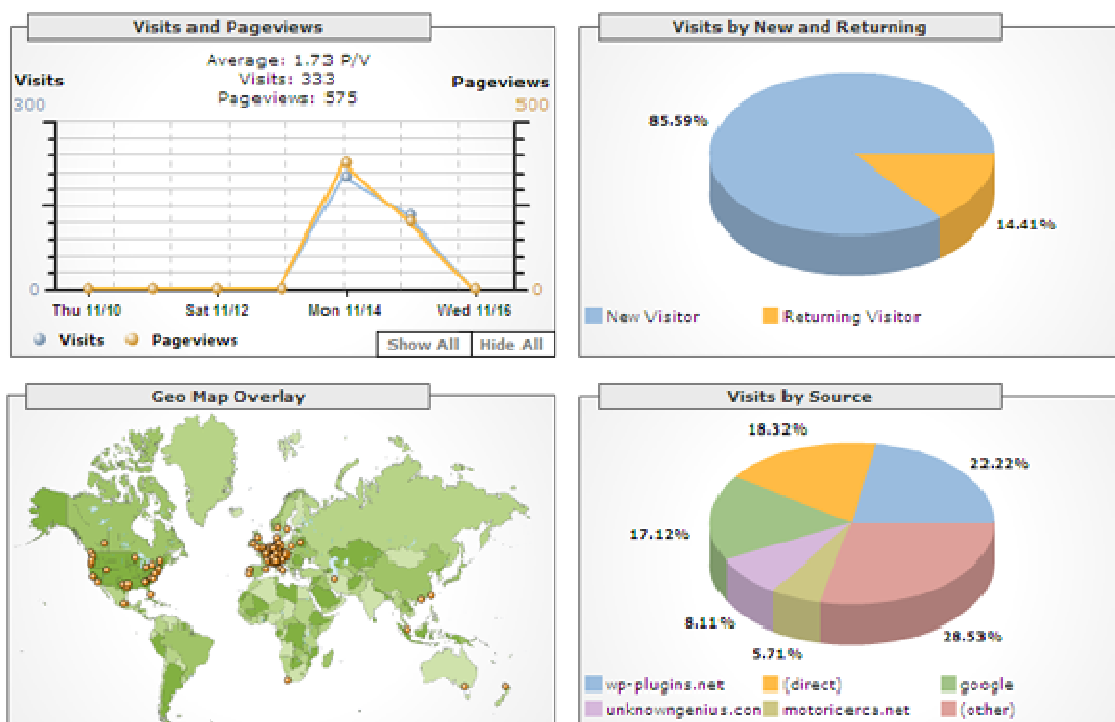 Visits and Pageviews
Average: 1.73 P/V
Visits: 333
Pageviews: 575
Visits
Pageviews
300
500
0
0
Thu 11/10
Sat 11/12
Mon 11/14
Wed 11/16
Visits
Pageviews
Show All
Hide All
Visits by New and Returning
85.59%
14.41%
New Visitor
Returning Visitor
Geo Map Overlay
Visits by Source
18.32%
22.22%
17.12%
8.11%
5.71%
28.53%
wp-plugins.net
(direct)
google
unknowngenius.con
motoricerca.net
(other)